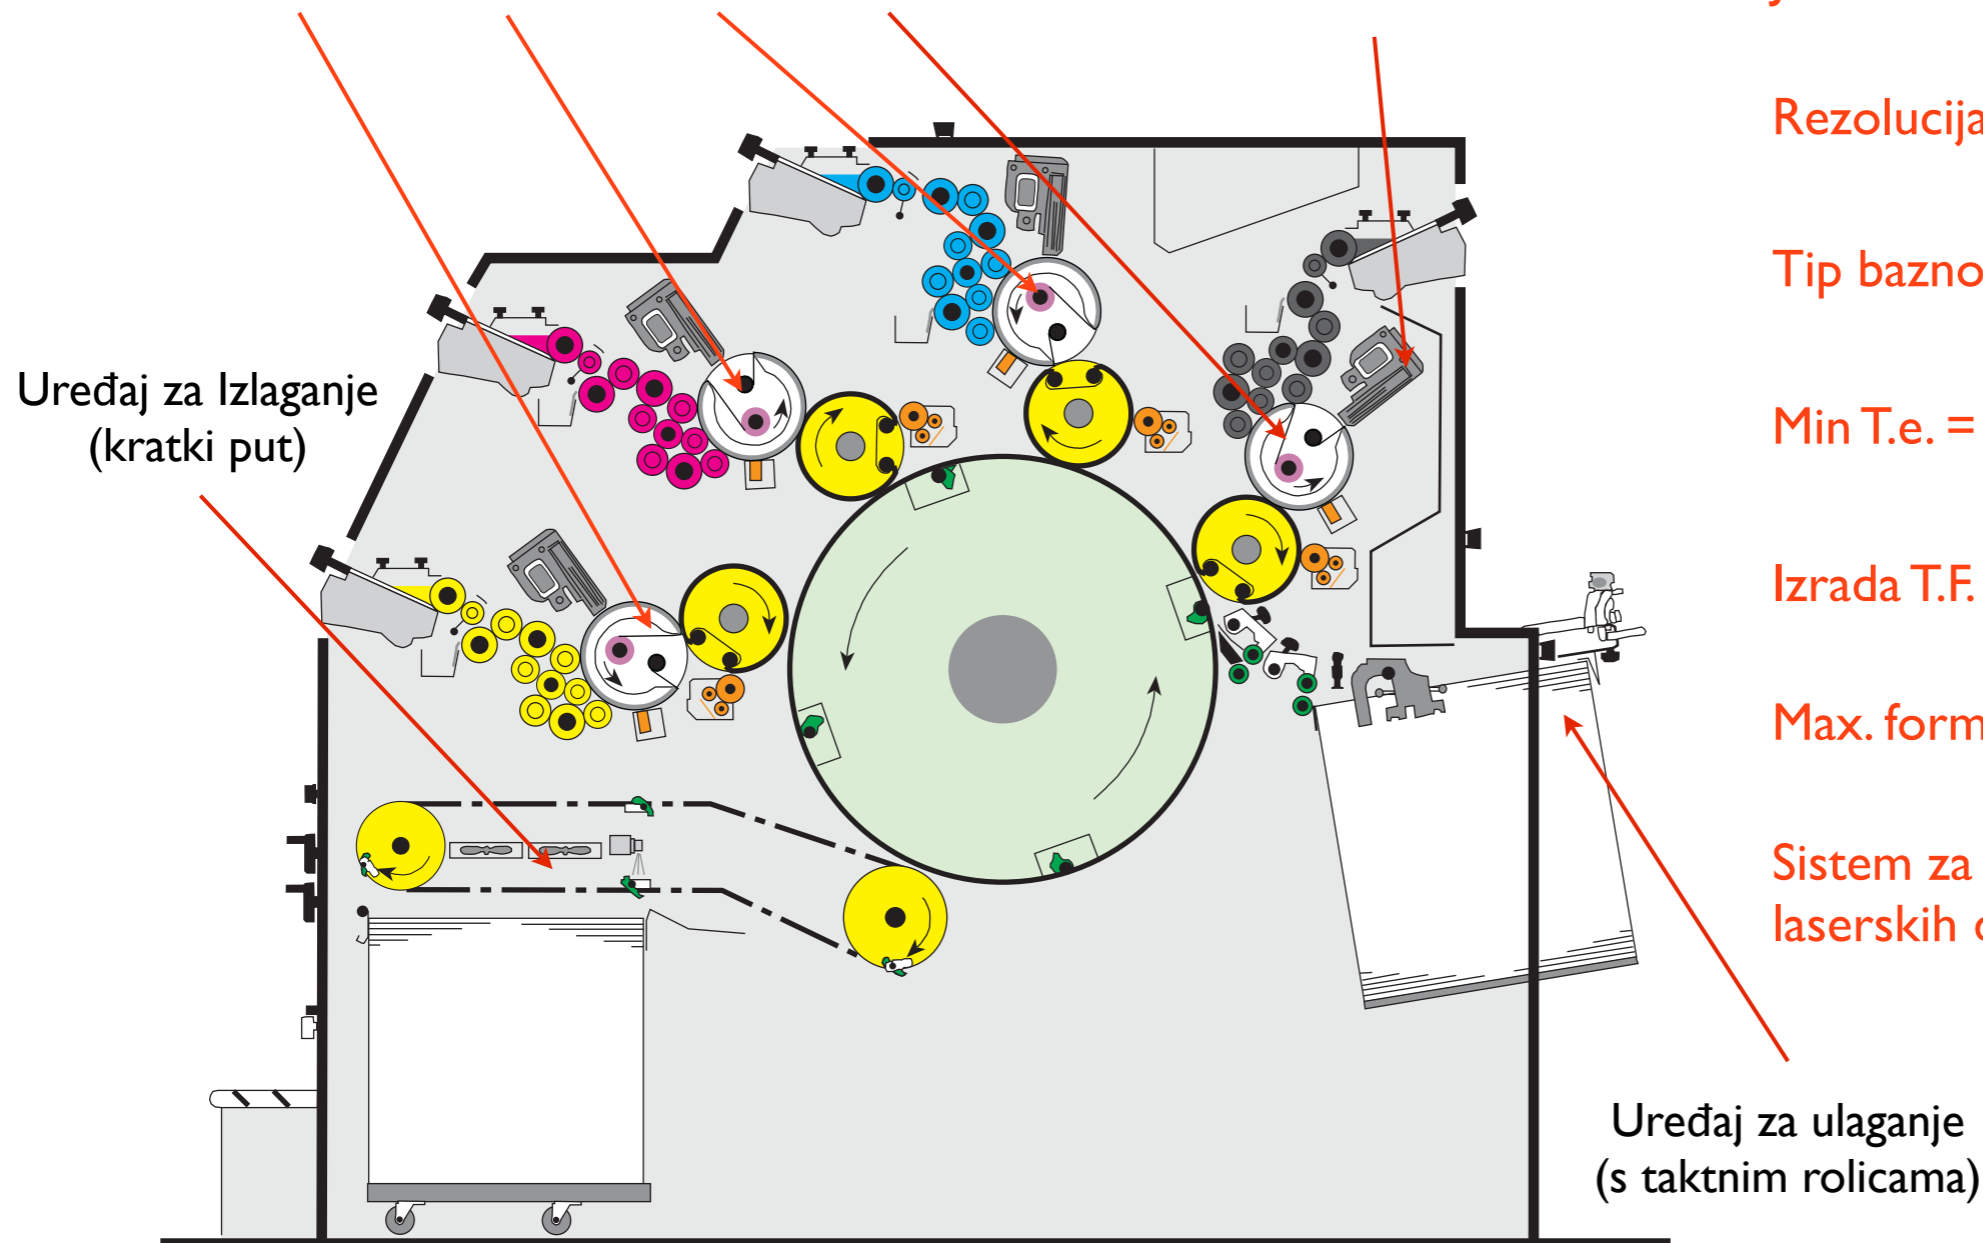 Rezolucija
Tip bazno
Uređaj za Izlaganje
(kratki put)
Min T.e. =
Izrada T.F.
Max. form
Sistem za
laserskih
Uređaj za ulaganje
(s taktnim rolicama)